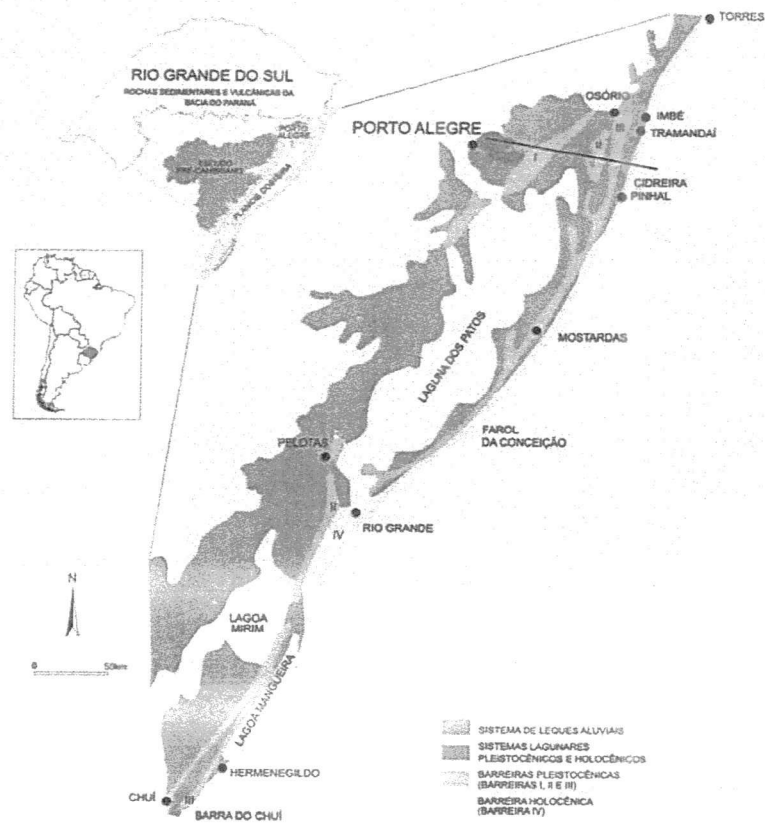 TORRES
RIO GRANDE DO SUL
ROCHAS SEDIMENTARES E VULCÂNICAS DA
BACIA DO PARANÁ
PORTO
ALEGRE
ESCUDO
PRÉ-CAMBRIANO
PLANÍCIE COSTEIRA
OSÓRIO
IMBÉ
TRAMANDAÍ
PORTO ALEGRE
I
II
III
CIDREIRA
PINHAL
MOSTARDAS
LAGUNA DOS PATOS
FAROL
DA CONCEIÇÃO
PELOTAS
II
IV
RIO GRANDE
N
0 50km
LAGOA
MIRIM
LAGOA MANGUEIRA
HERMENEGILDO
CHUÍ
III
BARRA DO CHUÍ
SISTEMA DE LEQUES ALUVIAIS
SISTEMAS LAGUNARES
PLEISTOCÊNICOS E HOLOCÊNICOS
BARREIRAS PLEISTOCÊNICAS
(BARREIRAS I, II E III)
BARREIRA HOLOCÊNICA
(BARREIRA IV)